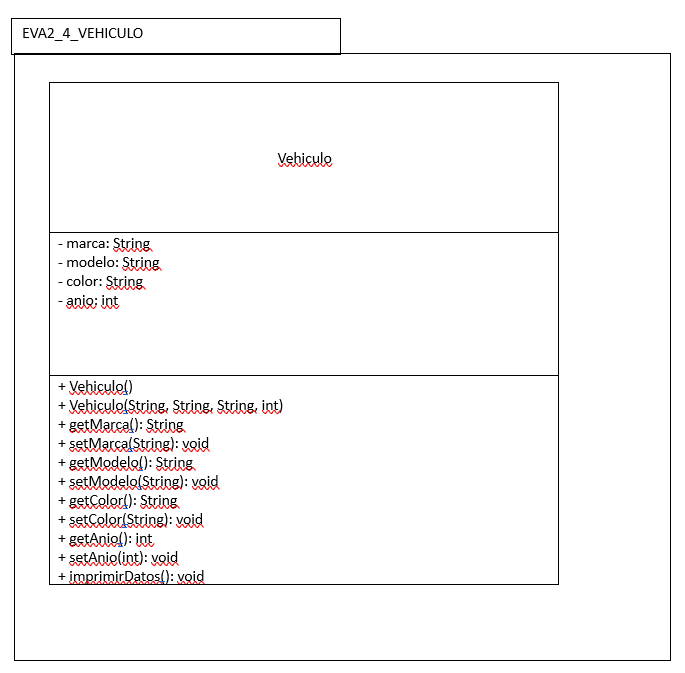 EVA2_4_VEHICULO
Vehiculo
- marca: String
- modelo: String
- color: String
- anio: int
+ Vehiculo()
+ Vehiculo(String, String, String, int)
+ getMarca(): String
+ setMarca(String): void
+ getModelo(): String
+ setModelo(String): void
+ getColor(): String
+ setColor(String): void
+ getAnio(): int
+ setAnio(int): void
+ imprimirDatos(): void